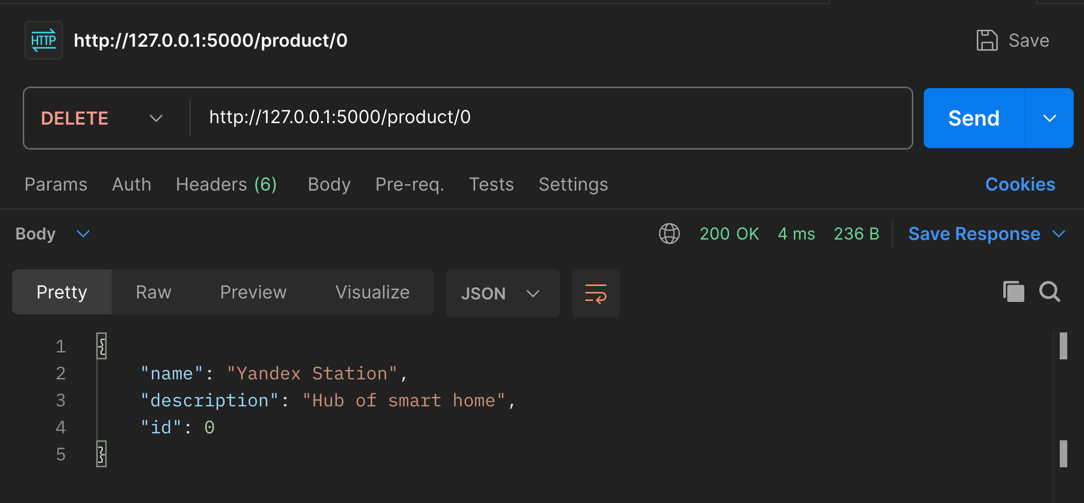 HTTP http://127.0.0.1:5000/product/0 Save
DELETE http://127.0.0.1:5000/product/0 Send
Params Auth Headers (6) Body Pre-req. Tests Settings Cookies
Body 200 OK 4 ms 236 B Save Response
Pretty Raw Preview Visualize JSON
1 {
2 "name": "Yandex Station",
3 "description": "Hub of smart home",
4 "id": 0
5 }